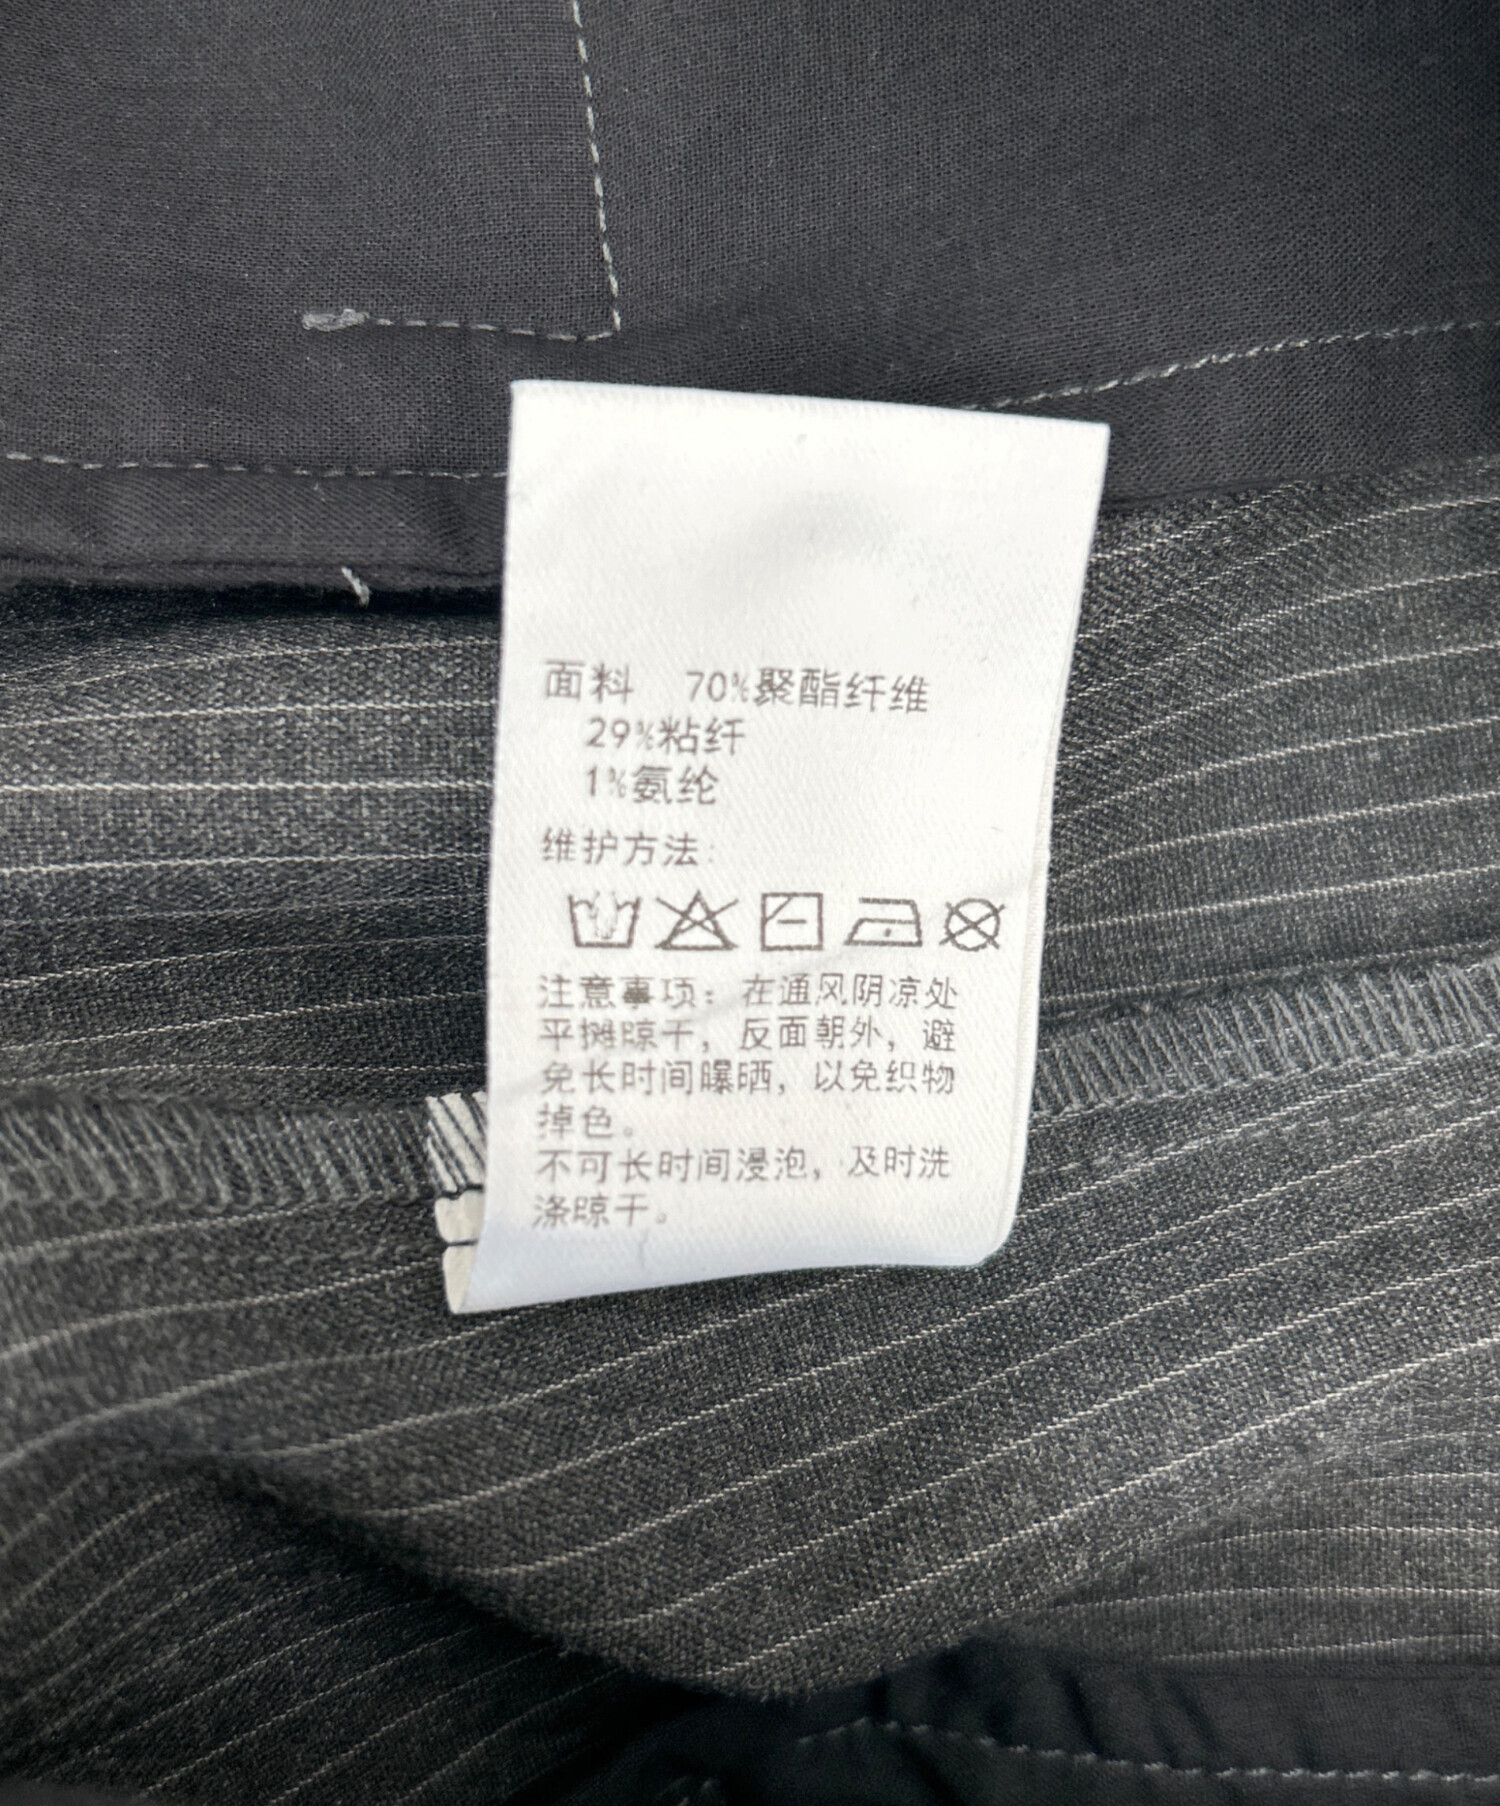 面料 70%聚酯纤维
29%粘纤
1%氨纶
维护方法:
注意事项：在通风阴凉处
平摊晾干，反面朝外，避
免长时间曝晒，以免织物
掉色。
不可长时间浸泡，及时洗
涤晾干。